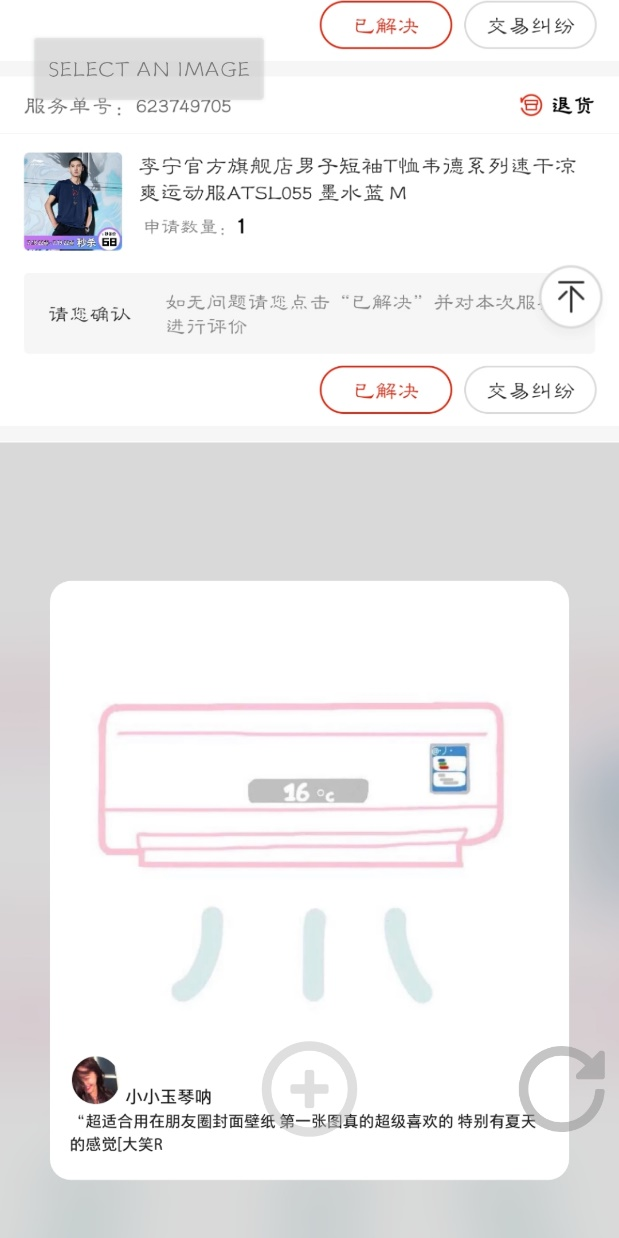 已解决
交易纠纷
SELECT AN IMAGE
服务单号：623749705
退货
李宁官方旗舰店男子短袖T恤韦德系列速干凉
爽运动服ATSL055 墨水蓝 M
秒杀
68
申请数量：1
请您确认
如无问题请您点击“已解决”并对本次服
进行评价
已解决
交易纠纷
16 °c
小小玉琴呐
“超适合用在朋友圈封面壁纸 第一张图真的超级喜欢的 特别有夏天
的感觉[大笑R